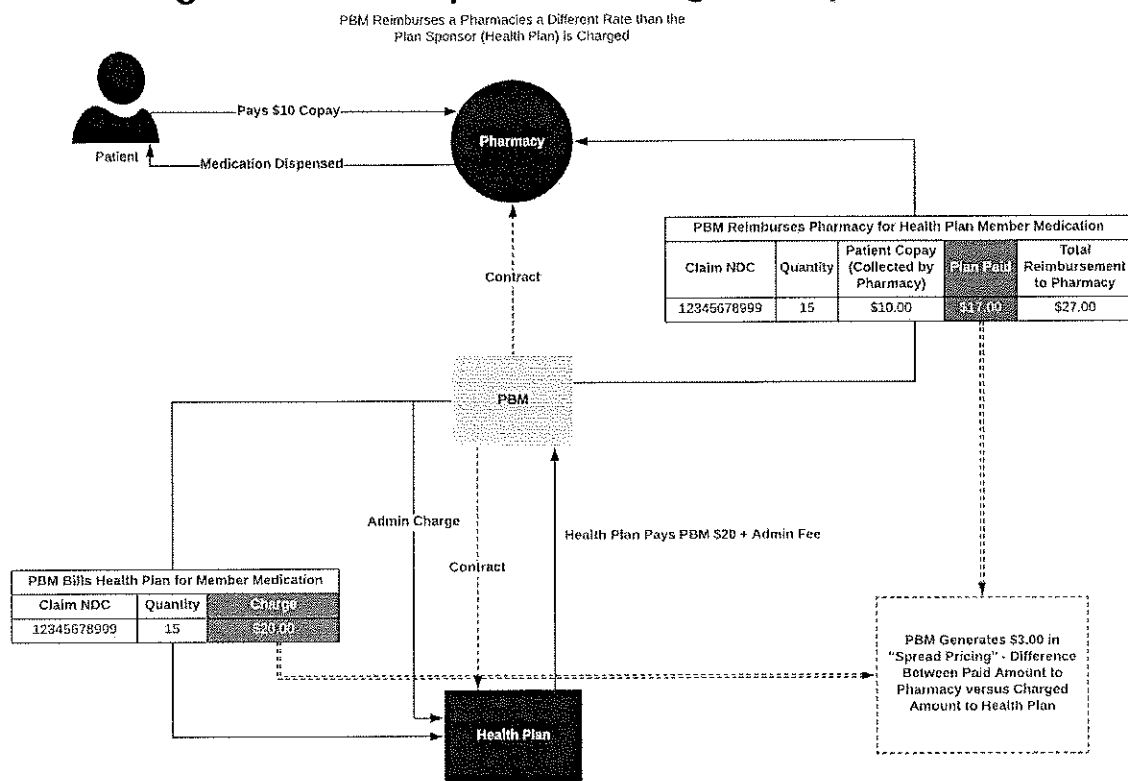 PBM Reimburses a Pharmacies a Different Rate than the
Plan Sponsor (Health Plan) is Charged
Pays $10 Copay
Pharmacy
Patient
Medication Dispensed
PBM Reimburses Pharmacy for Health Plan Member Medication
Claim NDC
Quantity
Patient Copay
(Collected by
Pharmacy)
Plan Paid
Total
Reimbursement
to Pharmacy
12345678999
15
$10.00
$17.00
$27.00
Contract
PBM
Admin Charge
Health Plan Pays PBM $20 + Admin Fee
Contract
PBM Bills Health Plan for Member Medication
Claim NDC
Quantity
Charge
12345678999
15
$20.00
PBM Generates $3.00 in
"Spread Pricing" - Difference
Between Paid Amount to
Pharmacy versus Charged
Amount to Health Plan
Health Plan